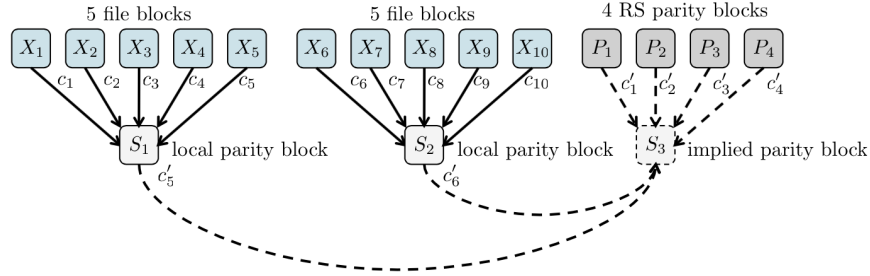 5 file blocks 5 file blocks 4 RS parity blocks
X₁ X₂ X₃ X₄ X₅ X₆ X₇ X₈ X₉ X₁₀ P₁ P₂ P₃ P₄
c₁ c₂ c₃ c₄ c₅ c₆ c₇ c₈ c₉ c₁₀ c′₁ c′₂ c′₃ c′₄
S₁ local parity block S₂ local parity block S₃ implied parity block
c′₅ c′₆